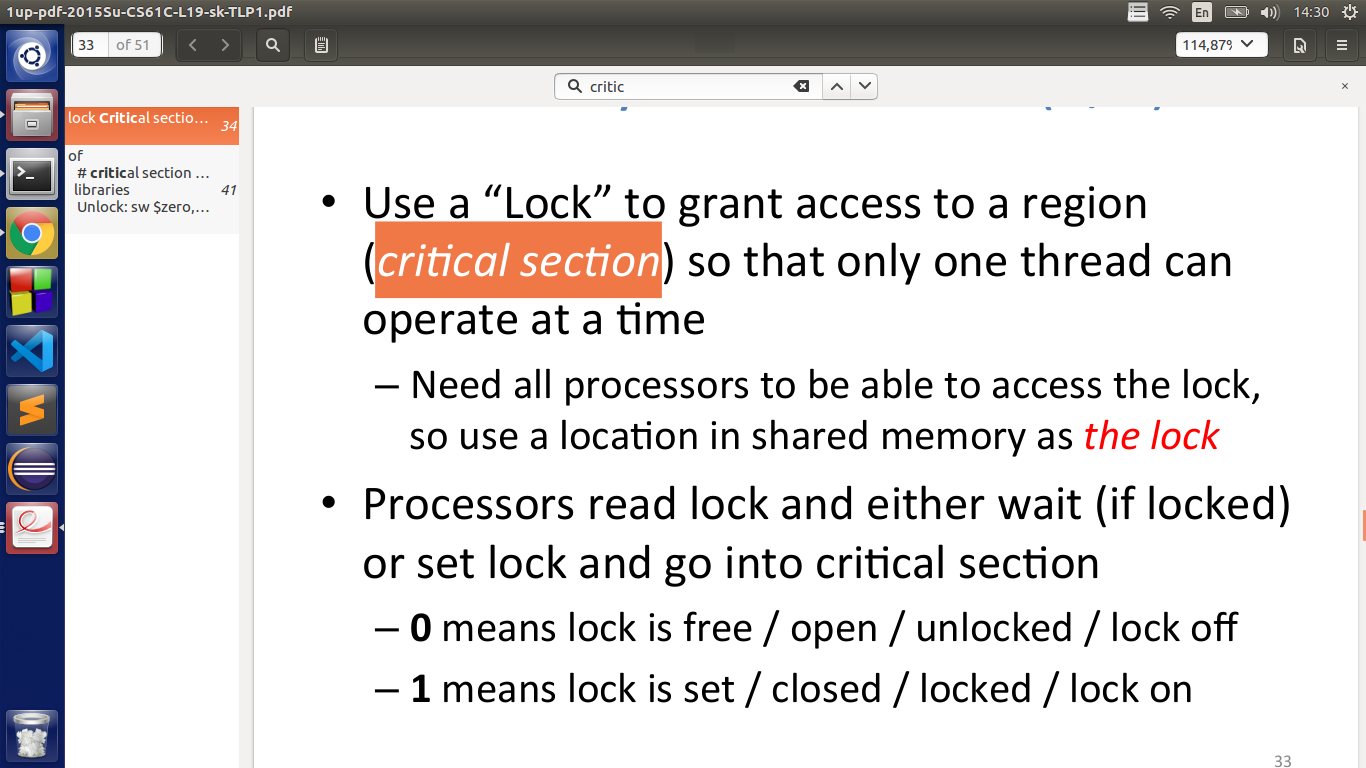 1up-pdf-2015Su-CS61C-L19-sk-TLP1.pdf
En
14:30
33 of 51
114,87%
critic
lock Critical sectio... 34
of
# critical section ...
libraries 41
Unlock: sw $zero,...
• Use a “Lock” to grant access to a region
(critical section) so that only one thread can
operate at a time
– Need all processors to be able to access the lock,
so use a location in shared memory as the lock
• Processors read lock and either wait (if locked)
or set lock and go into critical section
– 0 means lock is free / open / unlocked / lock off
– 1 means lock is set / closed / locked / lock on
33